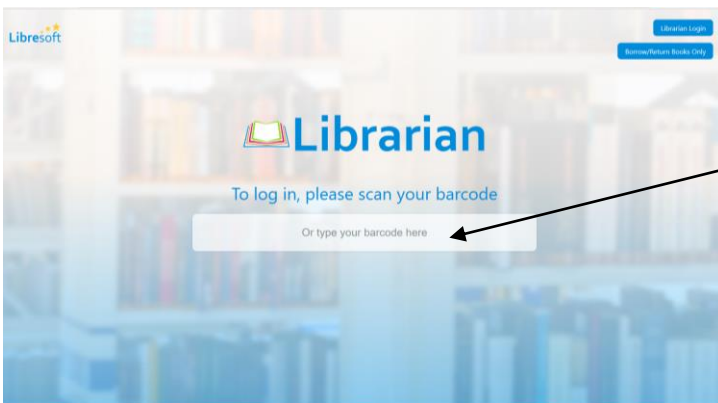 Libresoft
Librarian Login
Borrow/Return Books Only
Librarian
To log in, please scan your barcode
Or type your barcode here